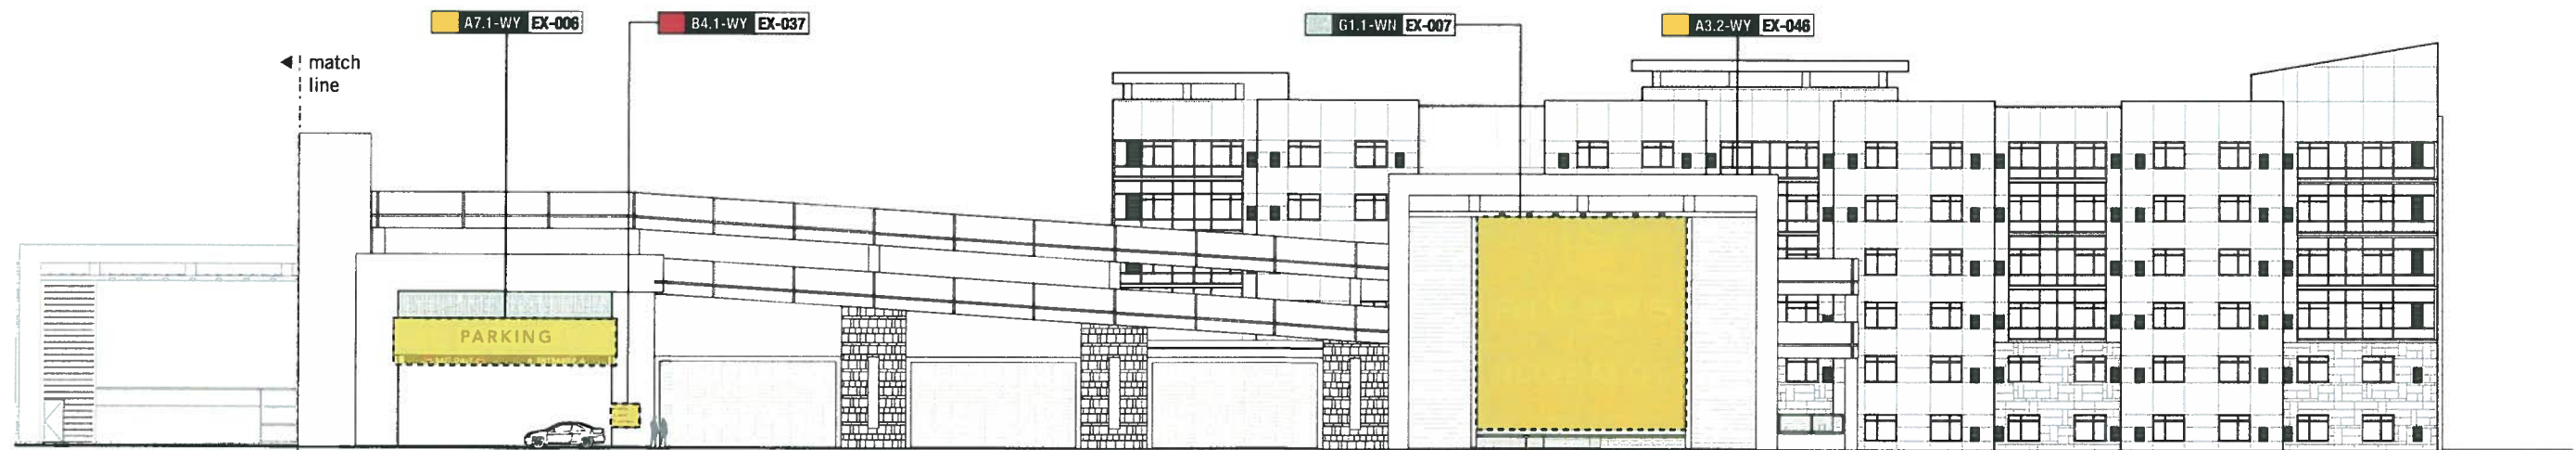 A7.1-WY EX-006
B4.1-WY EX-037
G1.1-WN EX-007
A3.2-WY EX-046
match
line
PARKING